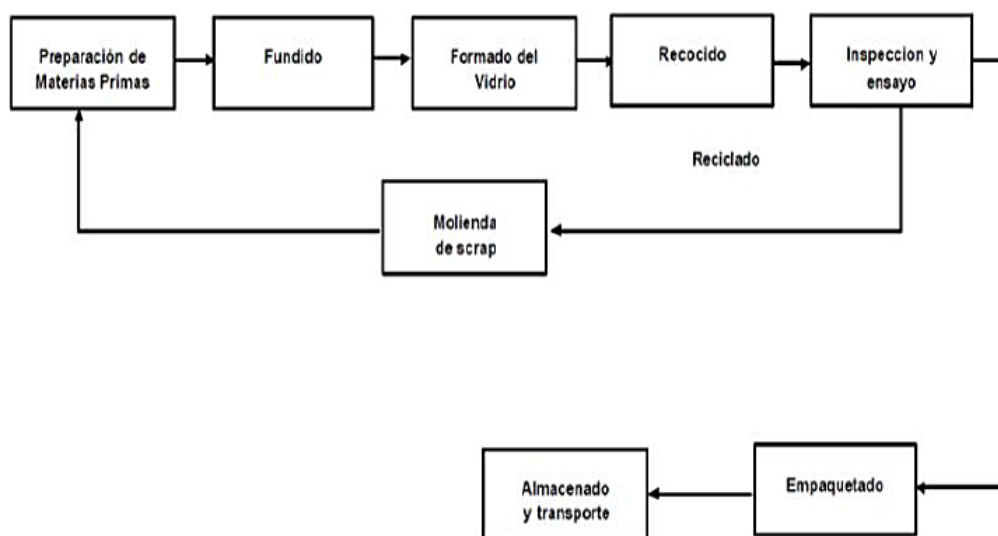 Preparación de
Materias Primas
Fundido
Formado del
Vidrio
Recocido
Inspeccion y
ensayo
Reciclado
Molienda
de scrap
Almacenado
y transporte
Empaquetado